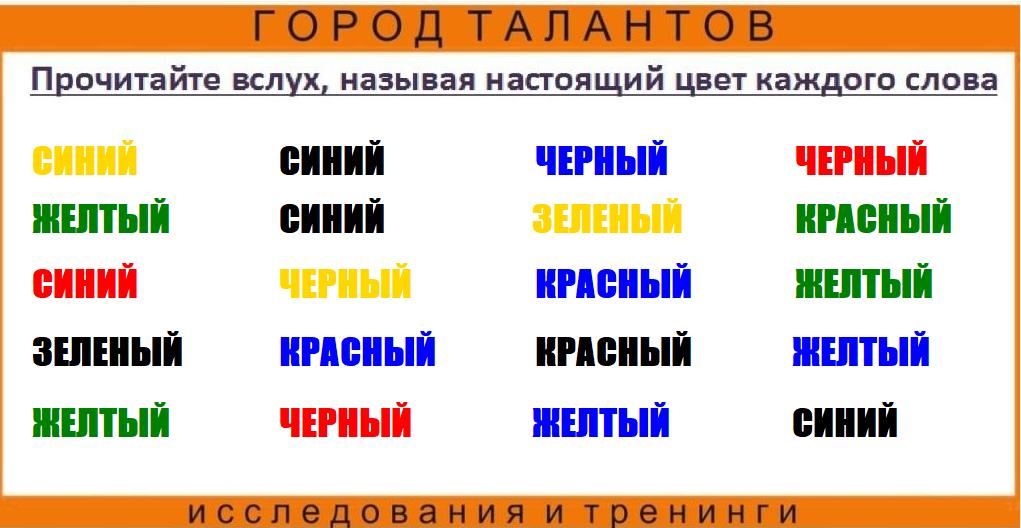 ГОРОД ТАЛАНТОВ
Прочитайте вслух, называя настоящий цвет каждого слова
СИНИЙ СИНИЙ ЧЕРНЫЙ ЧЕРНЫЙ
ЖЕЛТЫЙ СИНИЙ ЗЕЛЕНЫЙ КРАСНЫЙ
СИНИЙ ЧЕРНЫЙ КРАСНЫЙ ЖЕЛТЫЙ
ЗЕЛЕНЫЙ КРАСНЫЙ КРАСНЫЙ ЖЕЛТЫЙ
ЖЕЛТЫЙ ЧЕРНЫЙ ЖЕЛТЫЙ СИНИЙ
исследования и тренинги